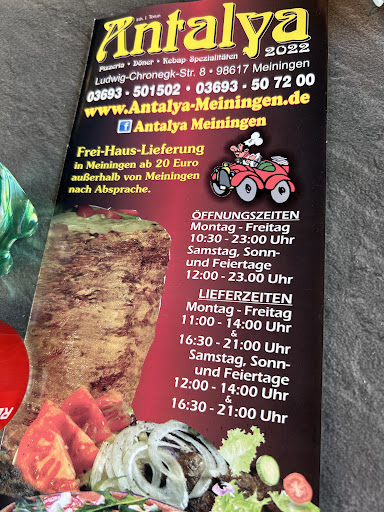 Antalya
2022
Pizzeria • Döner • Kebap Spezialitäten
Ludwig-Chronegk-Str. 8 • 98617 Meiningen
03693 - 501502 • 03693 - 50 72 00
www.Antalya-Meiningen.de
f Antalya Meiningen
Frei-Haus-Lieferung
in Meiningen ab 20 Euro
außerhalb von Meiningen
nach Absprache.
ÖFFNUNGSZEITEN
Montag - Freitag
10:30 - 23:00 Uhr
Samstag, Sonn-
und Feiertage
12:00 - 23.00 Uhr
LIEFERZEITEN
Montag - Freitag
11:00 - 14:00 Uhr
&
16:30 - 21:00 Uhr
Samstag, Sonn-
und Feiertage
12:00 - 14:00 Uhr
&
16:30 - 21:00 Uhr